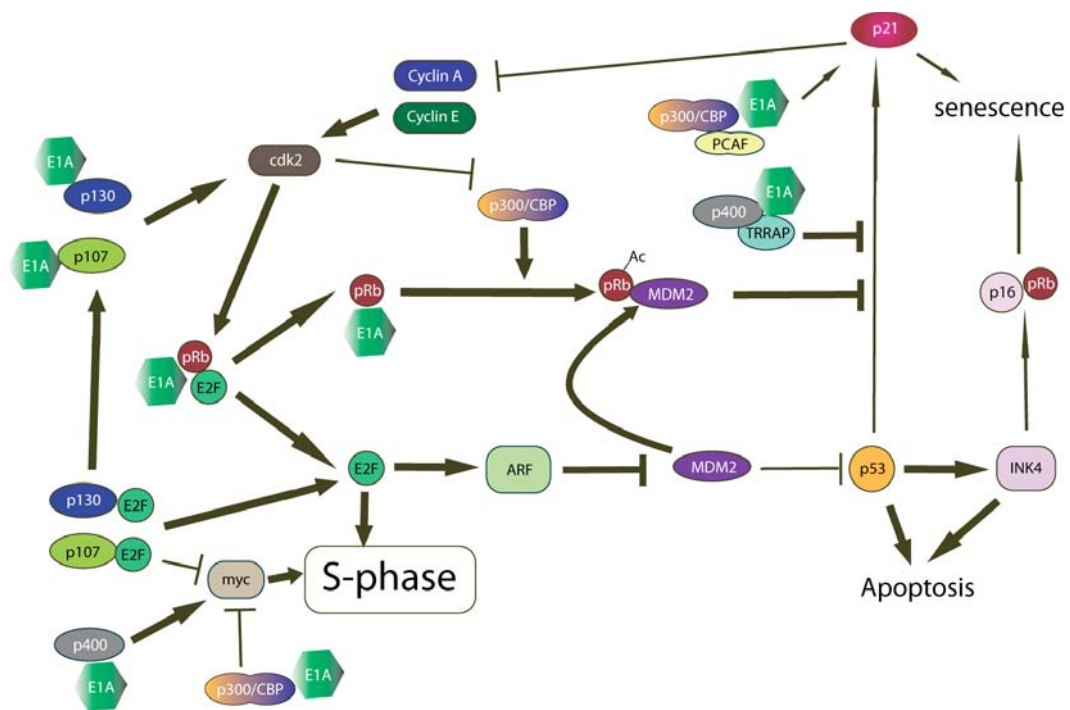 p21
Cyclin A
Cyclin E
E1A
p300/CBP
PCAF
senescence
E1A
p130
cdk2
p300/CBP
E1A
p400
TRRAP
E1A
p107
Ac
pRb
MDM2
pRb
E1A
p16
pRb
pRb
E1A
E2F
E2F
ARF
MDM2
p53
INK4
p130
E2F
p107
E2F
myc
S-phase
Apoptosis
p400
E1A
p300/CBP
E1A